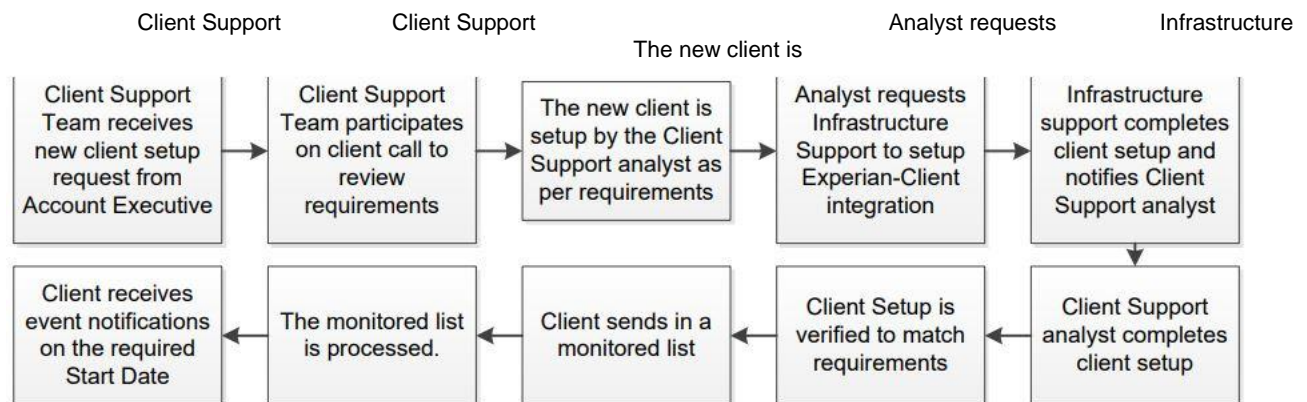 Client Support Client Support Analyst requests Infrastructure
The new client is
Client Support
Team receives
new client setup
request from
Account Executive
Client Support
Team participates
on client call to
review
requirements
The new client is
setup by the Client
Support analyst as
per requirements
Analyst requests
Infrastructure
Support to setup
Experian-Client
integration
Infrastructure
support completes
client setup and
notifies Client
Support analyst
Client receives
event notifications
on the required
Start Date
The monitored list
is processed.
Client sends in a
monitored list
Client Setup is
verified to match
requirements
Client Support
analyst completes
client setup